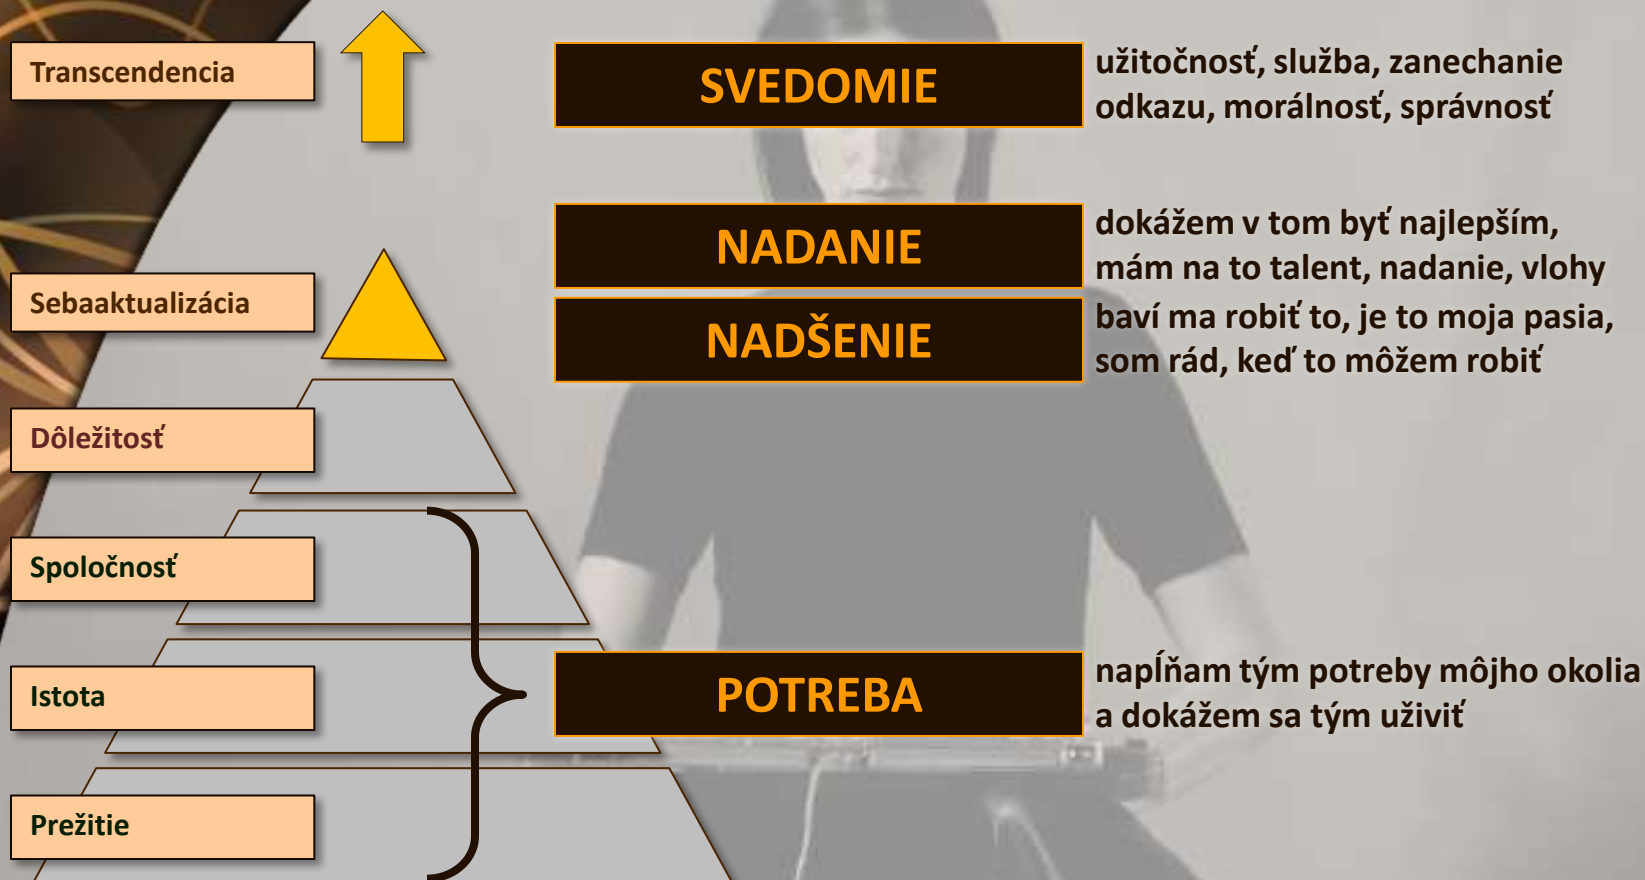 Transcendencia
SVEDOMIE
užitočnosť, služba, zanechanie
odkazu, morálnosť, správnosť
NADANIE
dokážem v tom byť najlepším,
mám na to talent, nadanie, vlohy
Sebaaktualizácia
NADŠENIE
baví ma robiť to, je to moja pasia,
som rád, keď to môžem robiť
Dôležitosť
Spoločnosť
Istota
POTREBA
napĺňam tým potreby môjho okolia
a dokážem sa tým uživiť
Prežitie